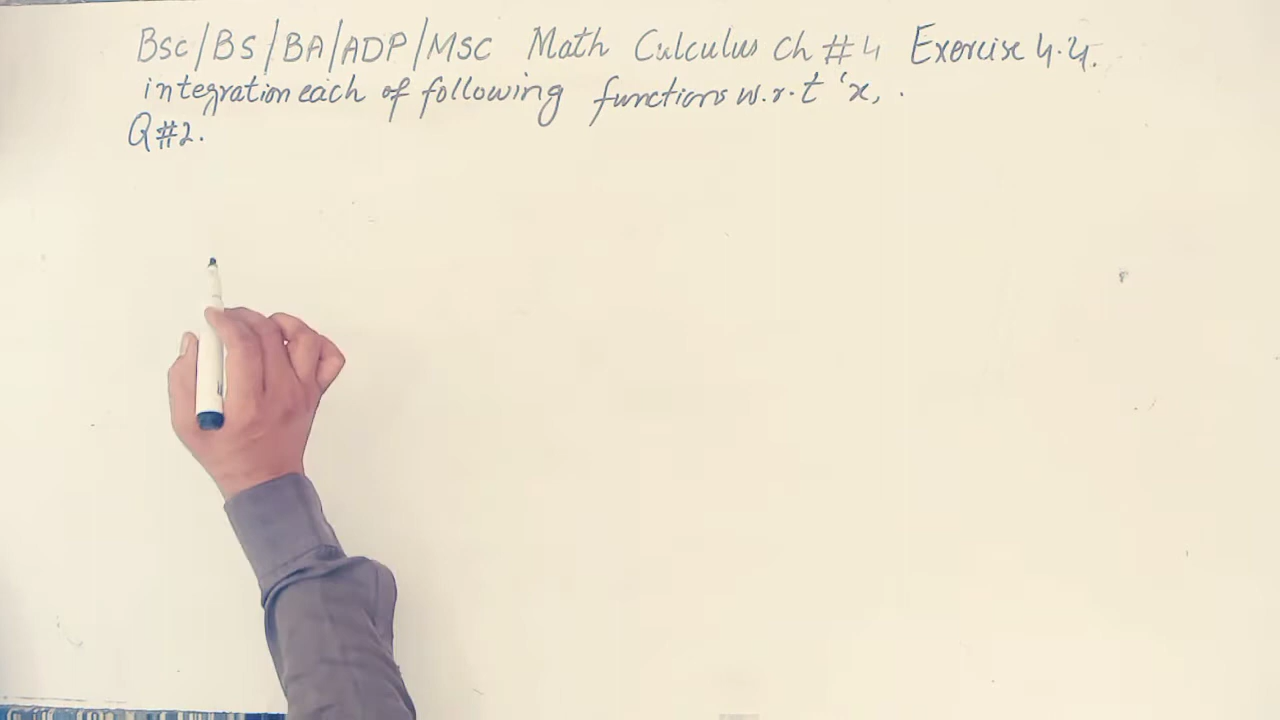 BSC/BS/BA/ADP/MSC Math Calculus Ch #4 Exercise 4.4.
integration each of following functions w.r.t 'x, .
Q#2.